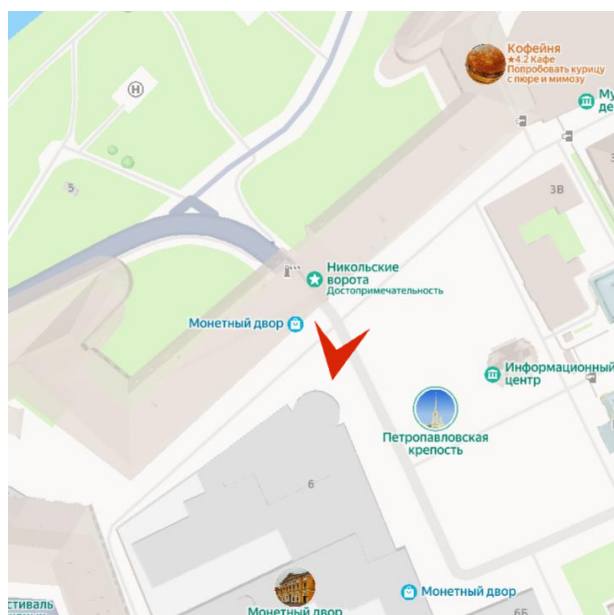 Кофейня
★4.2 Кафе
Попробовать курицу
с пюре и мимозу
Му
де
H
5
3В
Никольские
ворота
Достопримечательность
Монетный двор
Информационный
центр
Петропавловская
крепость
6
Монетный двор
стиваль
Монетный двор
6Б